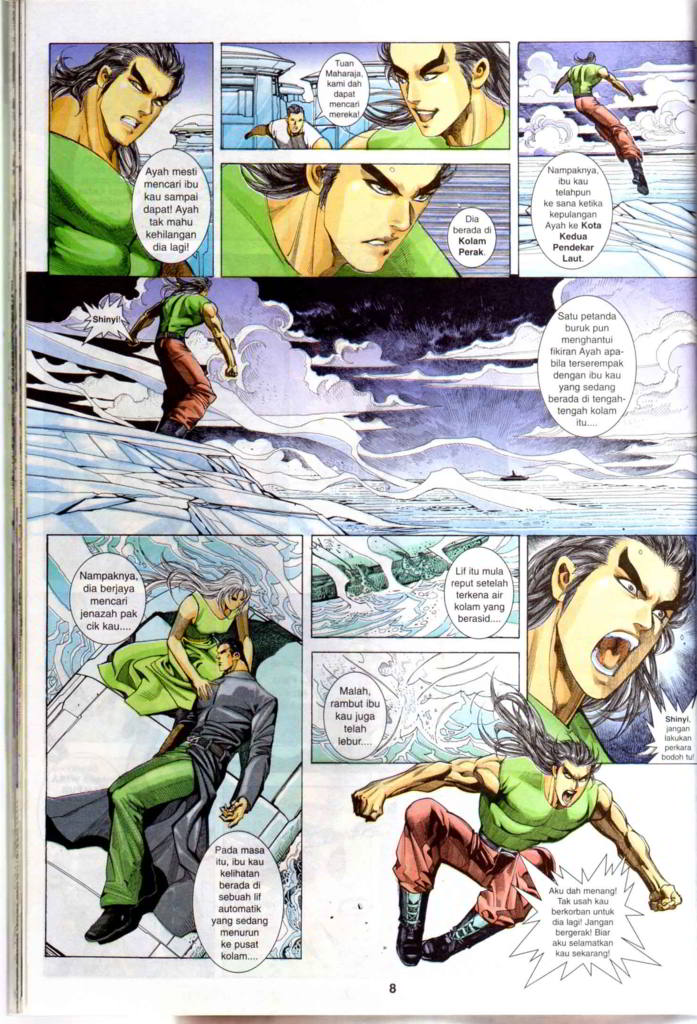 Ayah mesti
mencari ibu
kau sampai
dapat! Ayah
tak mahu
kehilangan
dia lagi!
Tuan
Maharaja,
kami dah
dapat
mencari
mereka!
Dia
berada di
Kolam
Perak.
Nampaknya,
ibu kau
telahpun
ke sana ketika
kepulangan
Ayah ke Kota
Kedua
Pendekar
Laut.
Shinyi!
Satu petanda
buruk pun
menghantui
fikiran Ayah apa-
bila terserempak
dengan ibu kau
yang sedang
berada di tengah-
tengah kolam
itu....
Nampaknya,
dia berjaya
mencari
jenazah pak
cik kau....
Pada masa
itu, ibu kau
kelihatan
berada di
sebuah lif
automatik
yang sedang
menurun
ke pusat
kolam....
Lif itu mula
reput setelah
terkena air
kolam yang
berasid....
Malah,
rambut ibu
kau juga
telah
lebur....
Shinyi,
jangan
lakukan
perkara
bodoh tu!
Aku dah menang!
Tak usah kau
berkorban untuk
dia lagi! Jangan
bergerak! Biar
aku selamatkan
kau sekarang!
8